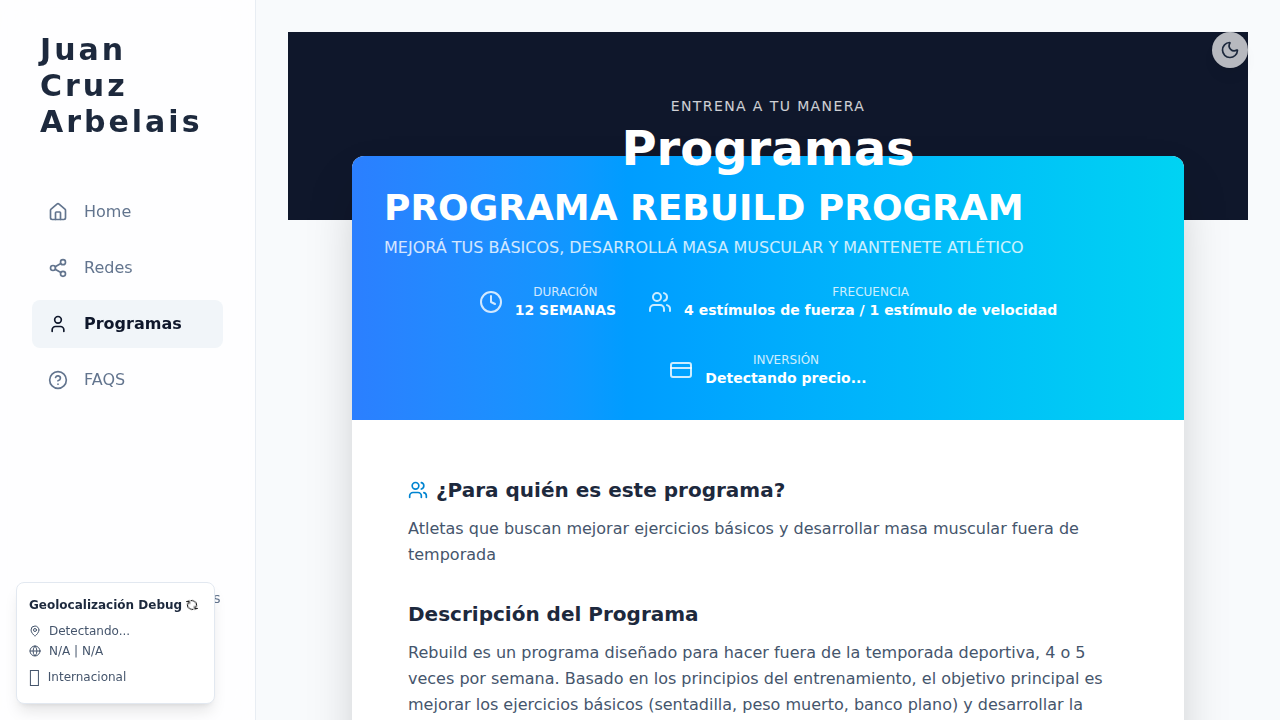 Juan
Cruz
Arbelais
Home
Redes
Programas
FAQS
s
Geolocalización Debug
Detectando...
N/A | N/A
Internacional
ENTRENA A TU MANERA
Programas
PROGRAMA REBUILD PROGRAM
MEJORÁ TUS BÁSICOS, DESARROLLÁ MASA MUSCULAR Y MANTENETE ATLÉTICO
DURACIÓN
12 SEMANAS
FRECUENCIA
4 estímulos de fuerza / 1 estímulo de velocidad
INVERSIÓN
Detectando precio...
¿Para quién es este programa?
Atletas que buscan mejorar ejercicios básicos y desarrollar masa muscular fuera de
temporada
Descripción del Programa
Rebuild es un programa diseñado para hacer fuera de la temporada deportiva, 4 o 5
veces por semana. Basado en los principios del entrenamiento, el objetivo principal es
mejorar los ejercicios básicos (sentadilla, peso muerto, banco plano) y desarrollar la